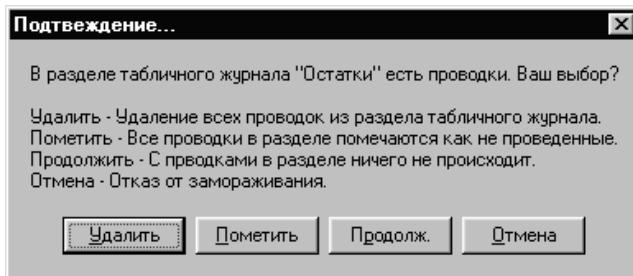 Подтвеждение...
В разделе табличного журнала "Остатки" есть проводки. Ваш выбор?
Удалить - Удаление всех проводок из раздела табличного журнала.
Пометить - Все проводки в разделе помечаются как не проведенные.
Продолжить - С прводками в разделе ничего не происходит.
Отмена - Отказ от замораживания.
Удалить Пометить Продолж. Отмена